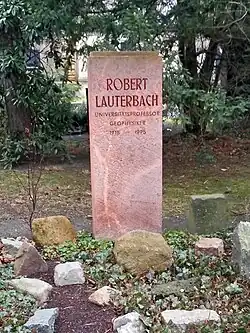 ROBERT
LAUTERBACH
UNIVERSITÄTSPROFESSOR
GEOPHYSIKER
1915 – 1995